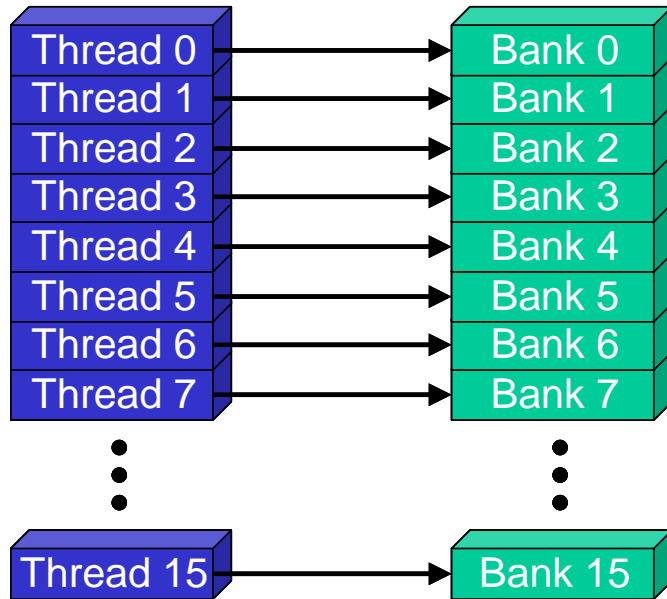 Thread 0
Bank 0
Thread 1
Bank 1
Thread 2
Bank 2
Thread 3
Bank 3
Thread 4
Bank 4
Thread 5
Bank 5
Thread 6
Bank 6
Thread 7
Bank 7
Thread 15
Bank 15